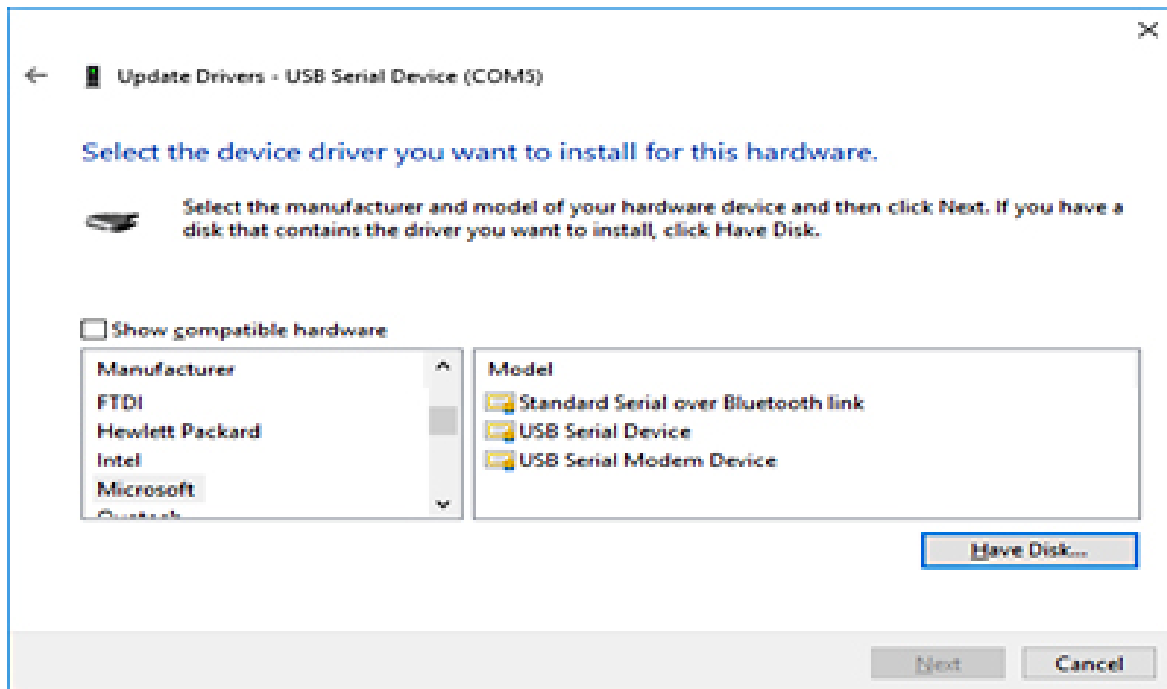 Update Drivers - USB Serial Device (COM5)
Select the device driver you want to install for this hardware.
Select the manufacturer and model of your hardware device and then click Next. If you have a
disk that contains the driver you want to install, click Have Disk.
Show compatible hardware
Manufacturer
FTDI
Hewlett Packard
Intel
Microsoft
Model
Standard Serial over Bluetooth link
USB Serial Device
USB Serial Modem Device
Have Disk...
Next
Cancel